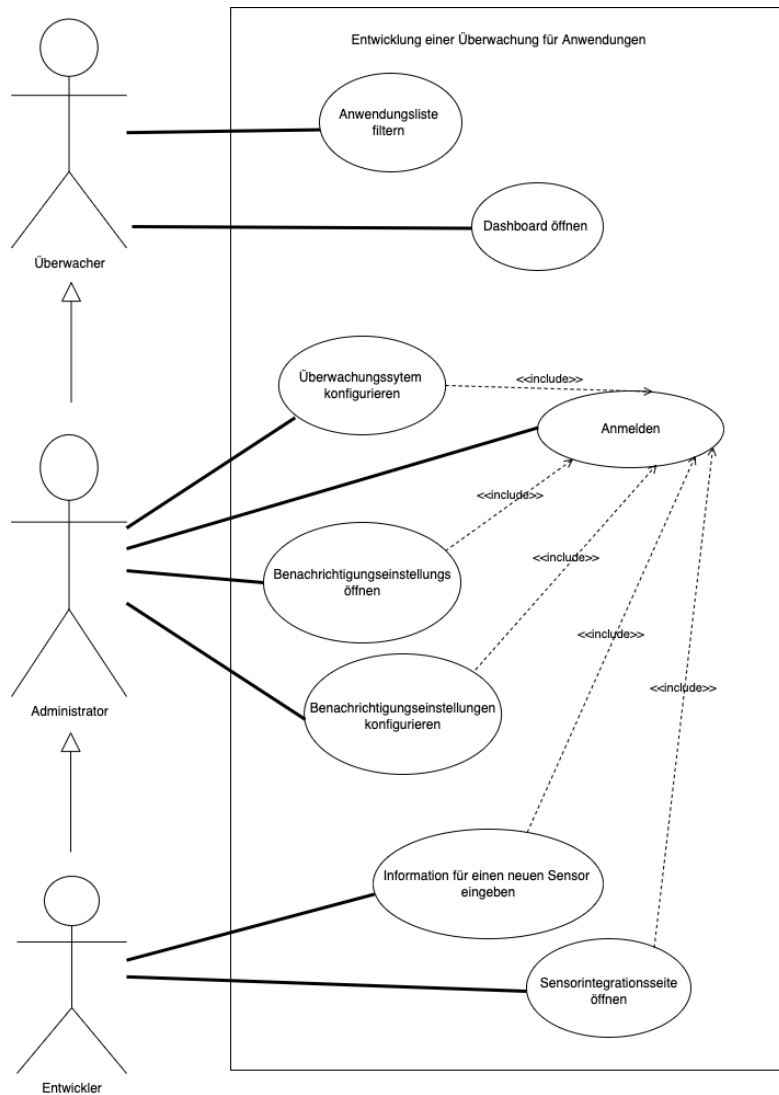 Entwicklung einer Überwachung für Anwendungen
Anwendungsliste
filtern
Dashboard öffnen
Überwacher
Überwachungssytem
konfigurieren
<<include>>
Anmelden
<<include>>
Benachrichtigungseinstellungs
öffnen
<<include>>
<<include>>
Benachrichtigungseinstellungen
konfigurieren
<<include>>
Administrator
Information für einen neuen Sensor
eingeben
Sensorintegrationsseite
öffnen
Entwickler